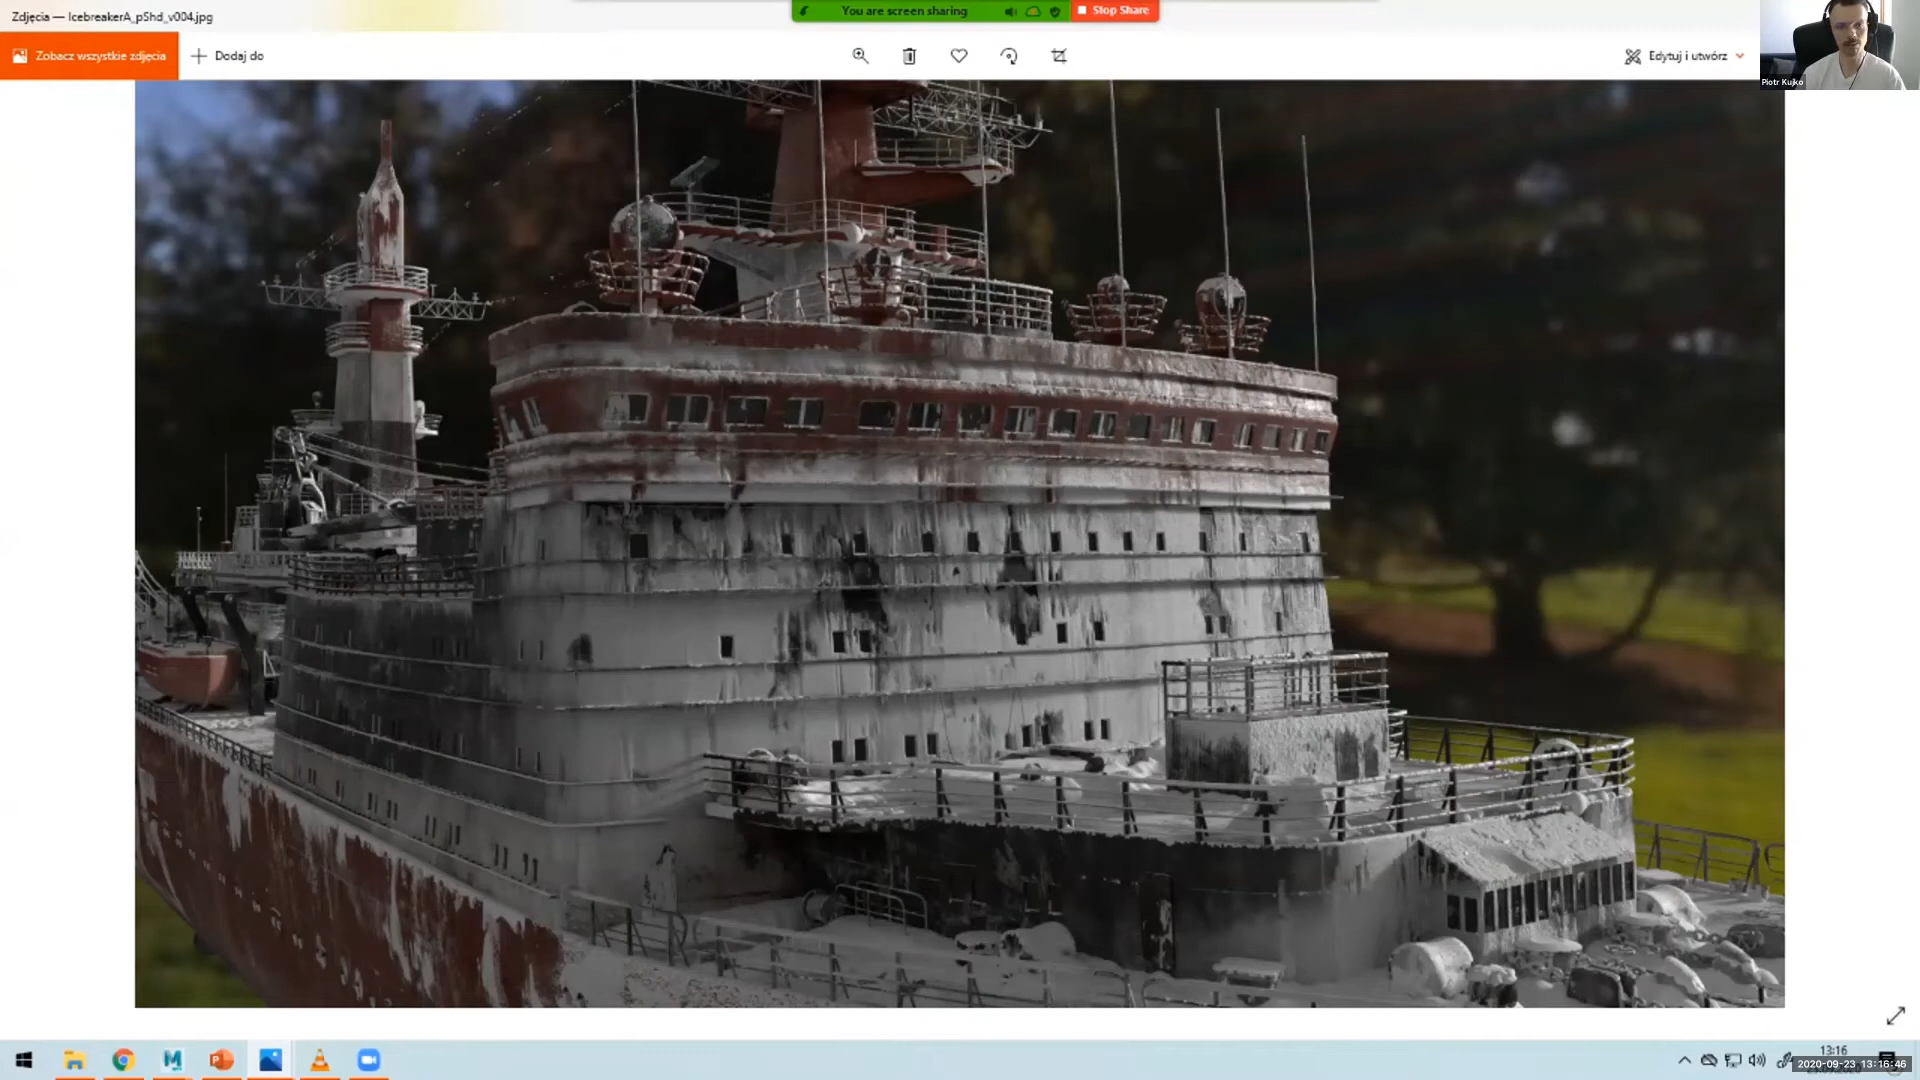 Zdjęcia — IcebreakerA_pShd_v004.jpg
You are screen sharing
Stop Share
Zobacz wszystkie zdjęcia
Dodaj do
Edytuj i utwórz
Piotr Kujko
13:16
2020-09-23 13:16:46